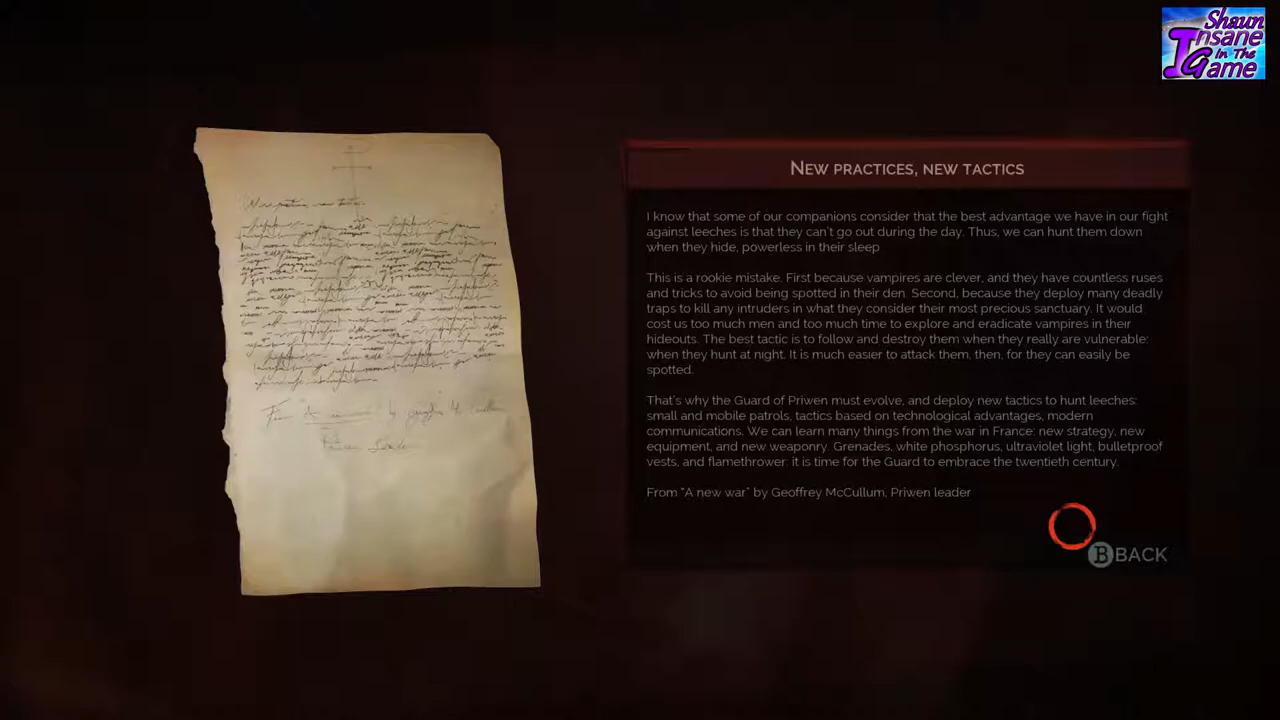 Shaun
Insane
In The
Game
New practices, new tactics
I know that some of our companions consider that the best advantage we have in our fight
against leeches is that they can't go out during the day. Thus, we can hunt them down
when they hide, powerless in their sleep
This is a rookie mistake. First because vampires are clever, and they have countless ruses
and tricks to avoid being spotted in their den. Second, because they deploy many deadly
traps to kill any intruders in what they consider their most precious sanctuary. It would
cost us too much men and too much time to explore and eradicate vampires in their
hideouts. The best tactic is to follow and destroy them when they really are vulnerable:
when they hunt at night. It is much easier to attack them, then, for they can easily be
spotted.
That's why the Guard of Priwen must evolve, and deploy new tactics to hunt leeches:
small and mobile patrols, tactics based on technological advantages, modern
communications. We can learn many things from the war in France: new strategy, new
equipment, and new weaponry. Grenades, white phosphorus, ultraviolet light, bulletproof
vests, and flamethrower: it is time for the Guard to embrace the twentieth century.
From "A new war" by Geoffrey McCullum, Priwen leader
B BACK